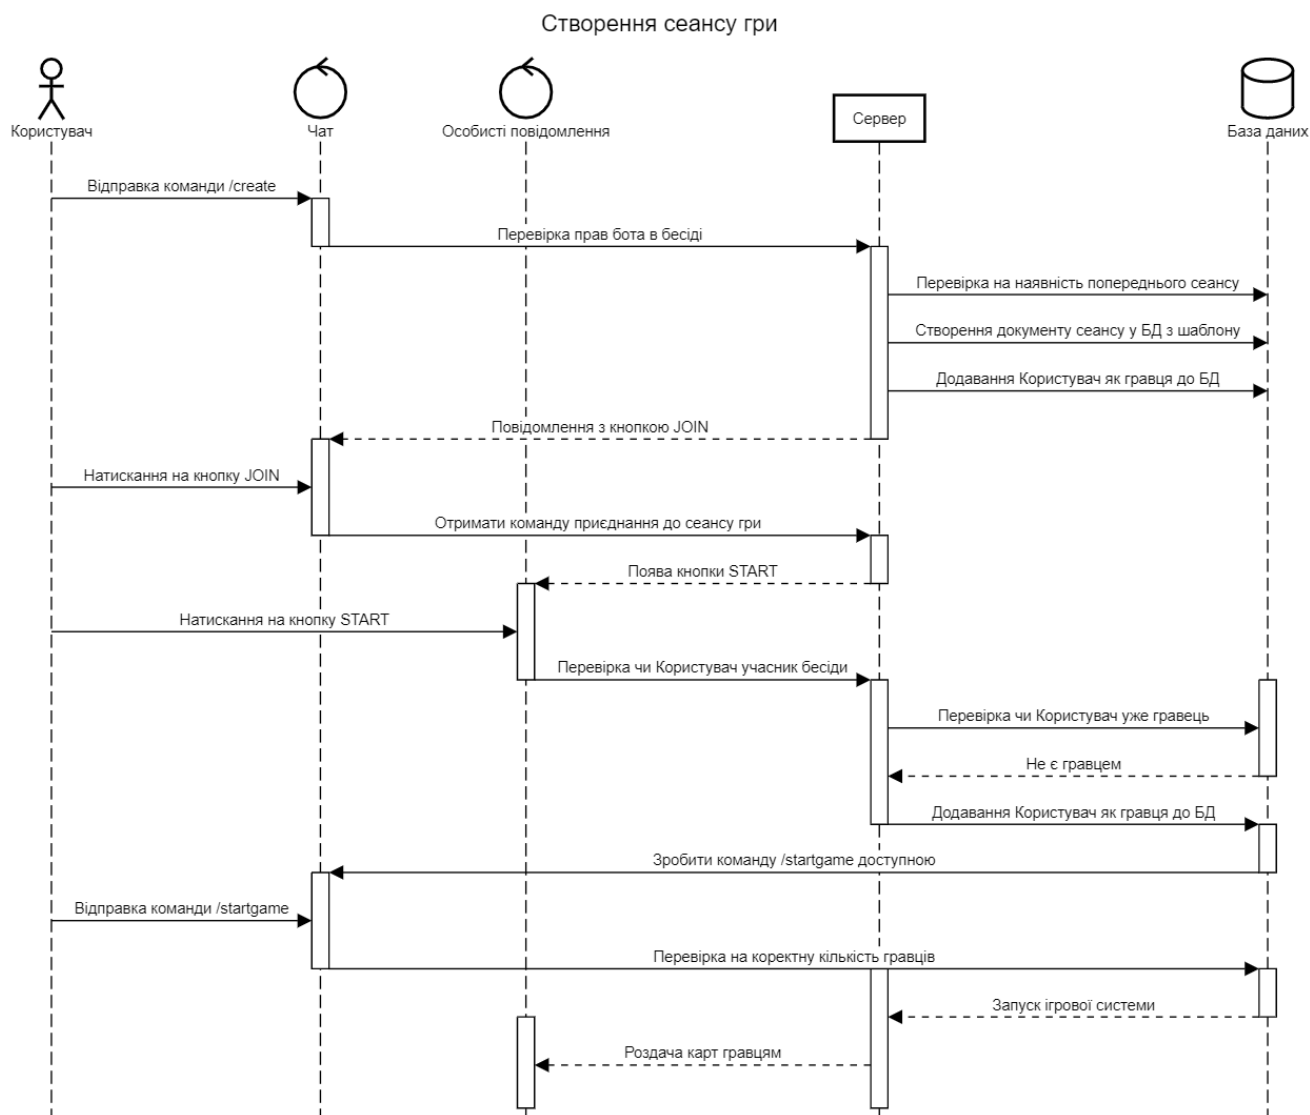 Створення сеансу гри
Користувач
Чат
Особисті повідомлення
Сервер
База даних
Відправка команди /create
Перевірка прав бота в бесіді
Перевірка на наявність попереднього сеансу
Створення документу сеансу у БД з шаблону
Додавання Користувач як гравця до БД
Повідомлення з кнопкою JOIN
Натискання на кнопку JOIN
Отримати команду приєднання до сеансу гри
Поява кнопки START
Натискання на кнопку START
Перевірка чи Користувач учасник бесіди
Перевірка чи Користувач уже гравець
Не є гравцем
Додавання Користувач як гравця до БД
Зробити команду /startgame доступною
Відправка команди /startgame
Перевірка на коректну кількість гравців
Запуск ігрової системи
Роздача карт гравцям